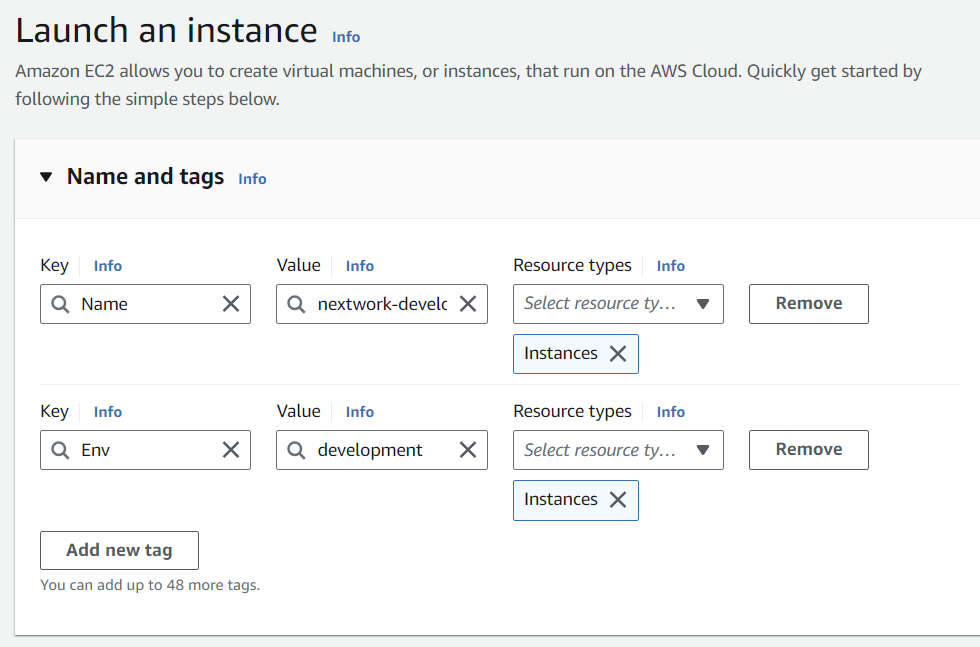 Launch an instance Info
Amazon EC2 allows you to create virtual machines, or instances, that run on the AWS Cloud. Quickly get started by
following the simple steps below.
Name and tags Info
Key Info Value Info Resource types Info
Name nextwork-develc Select resource ty… Remove
Instances
Key Info Value Info Resource types Info
Env development Select resource ty… Remove
Instances
Add new tag
You can add up to 48 more tags.